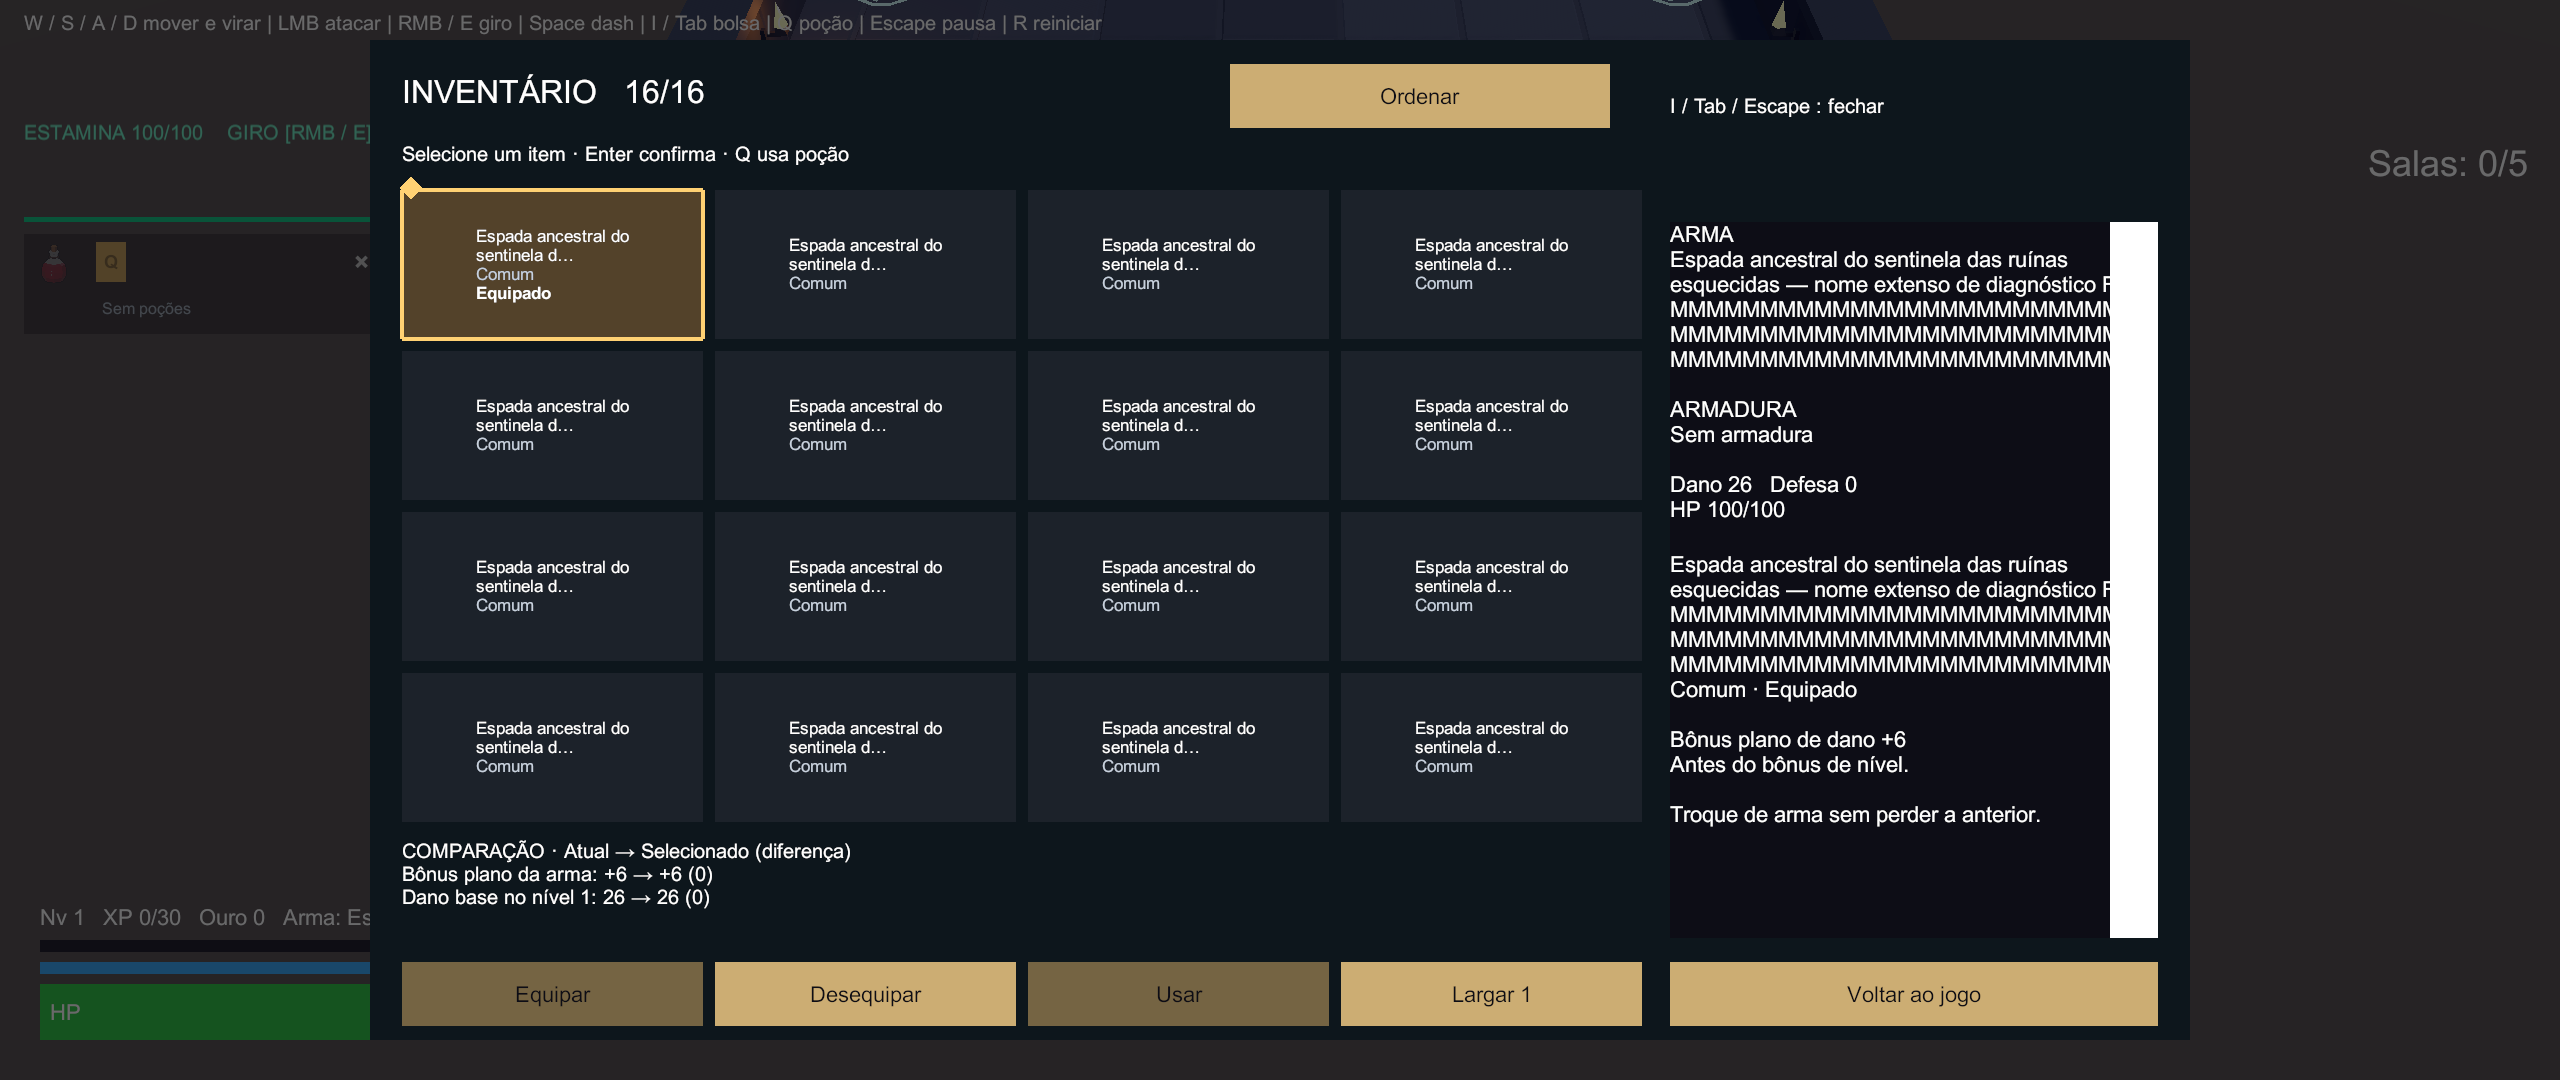 W / S / A / D mover e virar | LMB atacar | RMB / E giro | Space dash | I / Tab bolsa | Q poção | Escape pausa | R reiniciar
INVENTÁRIO 16/16
Ordenar
I / Tab / Escape : fechar
ESTAMINA 100/100 GIRO [RMB / E]
Selecione um item · Enter confirma · Q usa poção
Salas: 0/5
Q
Sem poções
Espada ancestral do
sentinela d...
Comum
Equipado
Espada ancestral do
sentinela d...
Comum
Espada ancestral do
sentinela d...
Comum
Espada ancestral do
sentinela d...
Comum
Espada ancestral do
sentinela d...
Comum
Espada ancestral do
sentinela d...
Comum
Espada ancestral do
sentinela d...
Comum
Espada ancestral do
sentinela d...
Comum
Espada ancestral do
sentinela d...
Comum
Espada ancestral do
sentinela d...
Comum
Espada ancestral do
sentinela d...
Comum
Espada ancestral do
sentinela d...
Comum
Espada ancestral do
sentinela d...
Comum
Espada ancestral do
sentinela d...
Comum
Espada ancestral do
sentinela d...
Comum
Espada ancestral do
sentinela d...
Comum
ARMA
Espada ancestral do sentinela das ruínas
esquecidas — nome extenso de diagnóstico
MMMMMMMMMMMMMMMMMMMMMMMMM
MMMMMMMMMMMMMMMMMMMMMMMMM
MMMMMMMMMMMMMMMMMMMMMMMMM
ARMADURA
Sem armadura
Dano 26 Defesa 0
HP 100/100
Espada ancestral do sentinela das ruínas
esquecidas — nome extenso de diagnóstico
MMMMMMMMMMMMMMMMMMMMMMMMM
MMMMMMMMMMMMMMMMMMMMMMMMM
MMMMMMMMMMMMMMMMMMMMMMMMM
Comum · Equipado
Bônus plano de dano +6
Antes do bônus de nível.
Troque de arma sem perder a anterior.
COMPARAÇÃO · Atual → Selecionado (diferença)
Bônus plano da arma: +6 → +6 (0)
Dano base no nível 1: 26 → 26 (0)
Nv 1 XP 0/30 Ouro 0 Arma: Es
HP
Equipar
Desequipar
Usar
Largar 1
Voltar ao jogo